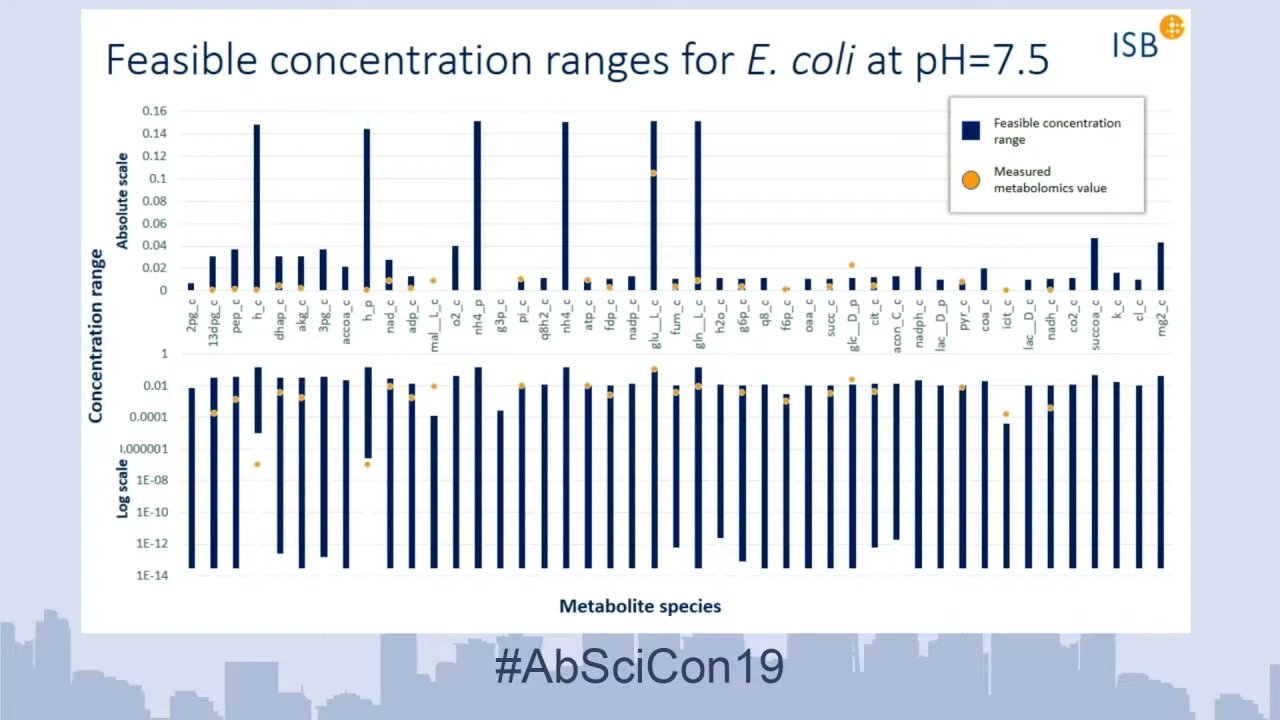 Feasible concentration ranges for E. coli at pH=7.5
ISB
Feasible concentration
range
Measured
metabolomics value
Concentration range
Absolute scale
0.16
0.14
0.12
0.1
0.08
0.06
0.04
0.02
0
2pg_c
13dpg_c
pep_c
h_c
dhap_c
akg_c
3pg_c
accoa_c
h_p
nad_c
adp_c
mal__L_c
o2_c
nh4_p
g3p_c
pi_c
q8h2_c
nh4_c
atp_c
fdp_c
nadp_c
glu__L_c
fum_c
gln__L_c
h2o_c
g6p_c
q8_c
f6p_c
oaa_c
succ_c
glc__D_p
cit_c
acon_C_c
nadph_c
lac__D_p
pyr_c
coa_c
icit_c
lac__D_c
nadh_c
co2_c
succoa_c
k_c
cl_c
mg2_c
Log scale
1
0.01
0.0001
0.000001
1E-08
1E-10
1E-12
1E-14
Metabolite species
#AbSciCon19